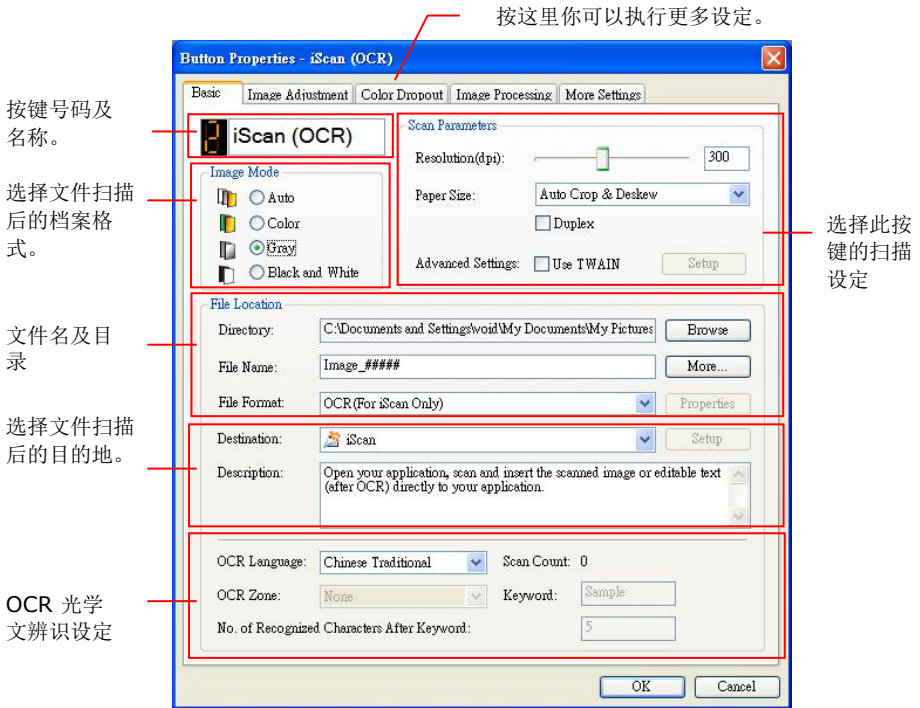 按这里你可以执行更多设定。
Button Properties - iScan (OCR)
Basic Image Adjustment Color Dropout Image Processing More Settings
按键号码及
名称。
2 iScan (OCR)
选择文件扫描
后的档案格
式。
Image Mode
Auto
Color
Gray
Black and White
Scan Parameters
Resolution(dpi): 300
Paper Size: Auto Crop & Deskew
Duplex
Advanced Settings: Use TWAIN Setup
选择此按
键的扫描
设定
文件名及目
录
File Location
Directory: C:\Documents and Settings\void\My Documents\My Pictures Browse
File Name: Image_##### More...
File Format: OCR(For iScan Only) Properties
选择文件扫描
后的目的地。
Destination: iScan Setup
Description: Open your application, scan and insert the scanned image or editable text
(after OCR) directly to your application.
OCR 光学
文辨识设定
OCR Language: Chinese Traditional Scan Count: 0
OCR Zone: None Keyword: Sample
No. of Recognized Characters After Keyword: 5
OK Cancel